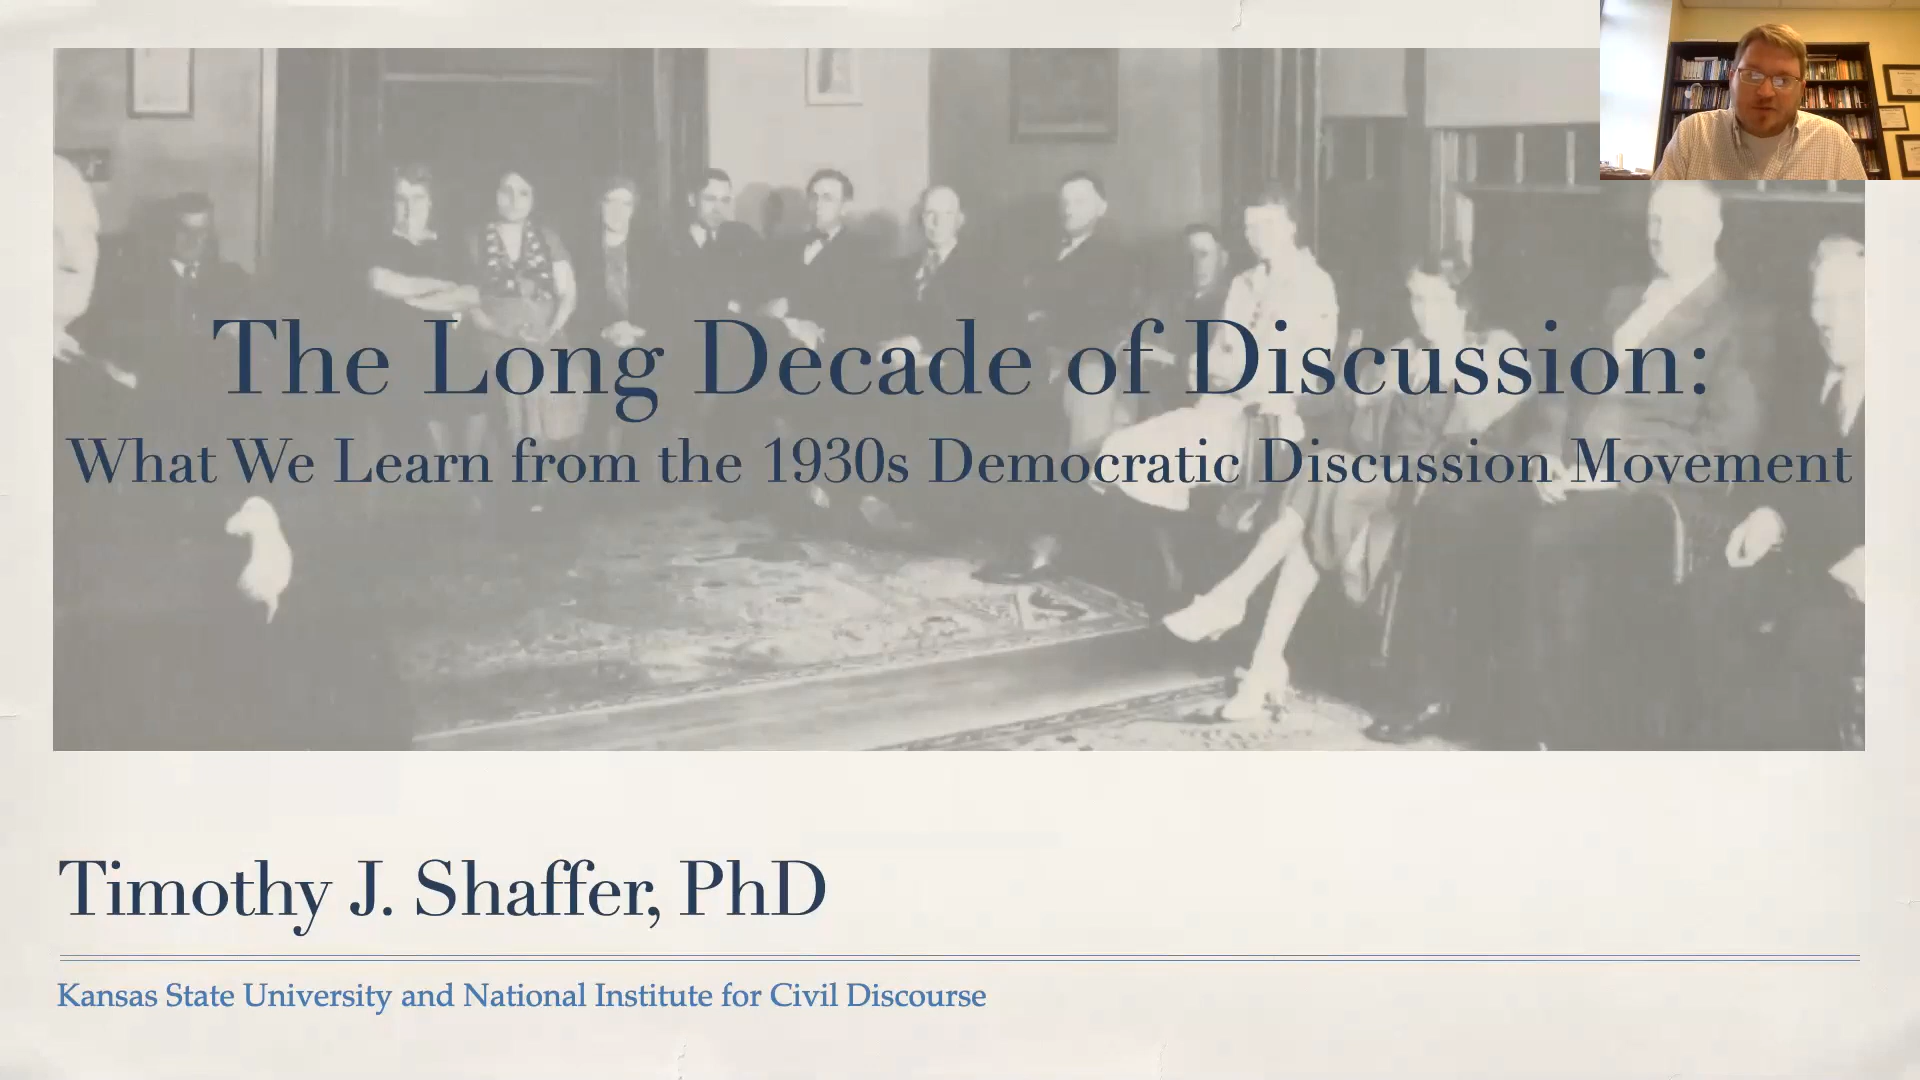 The Long Decade of Discussion:
What We Learn from the 1930s Democratic Discussion Movement
Timothy J. Shaffer, PhD
Kansas State University and National Institute for Civil Discourse